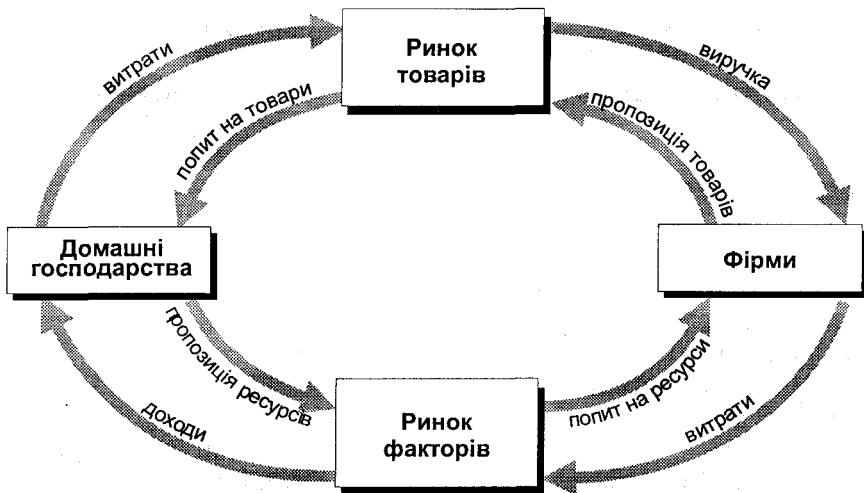 Ринок
товарів
витрати
виручка
попит на товари
пропозиція товарів
Домашні
господарства
Фірми
пропозиція ресурсів
попит на ресурси
доходи
Ринок
факторів
витрати